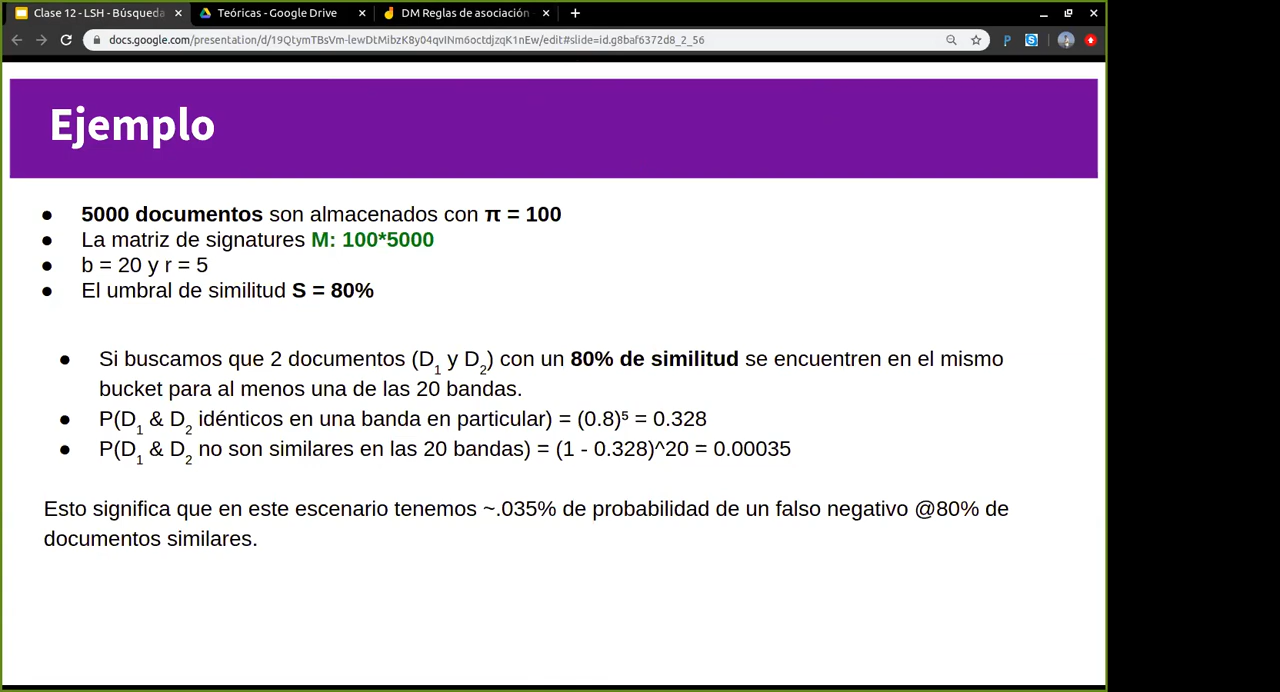 Clase 12 - LSH - Búsqueda
Teóricas - Google Drive
DM Reglas de asociación
docs.google.com/presentation/d/19QtymTBsVm-lewDtMibzK8y04qvINm6octdjzqK1nEw/edit#slide=id.g8baf6372d8_2_56
Ejemplo
● 5000 documentos son almacenados con π = 100
● La matriz de signatures M: 100*5000
● b = 20 y r = 5
● El umbral de similitud S = 80%
● Si buscamos que 2 documentos (D1 y D2) con un 80% de similitud se encuentren en el mismo
bucket para al menos una de las 20 bandas.
● P(D1 & D2 idénticos en una banda en particular) = (0.8)⁵ = 0.328
● P(D1 & D2 no son similares en las 20 bandas) = (1 - 0.328)^20 = 0.00035
Esto significa que en este escenario tenemos ~.035% de probabilidad de un falso negativo @80% de
documentos similares.